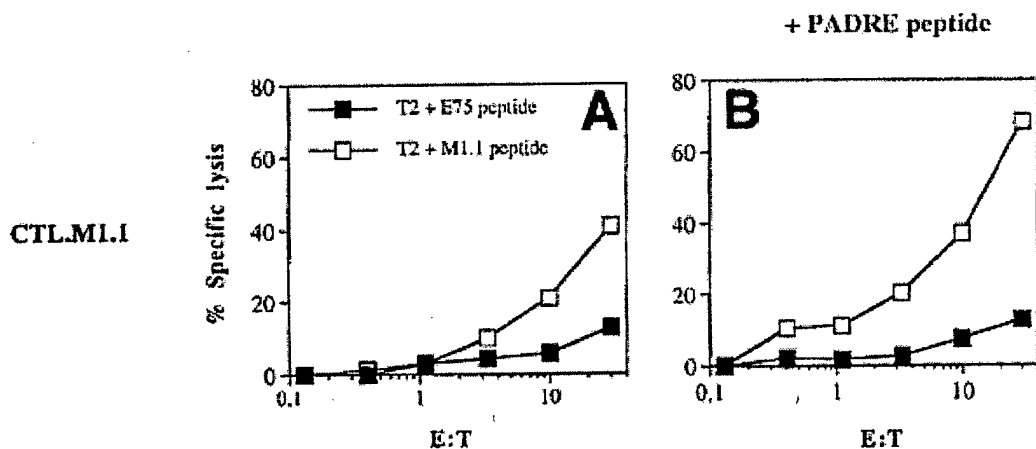 + PADRE peptide
A
T2 + E75 peptide
T2 + M1.1 peptide
80
60
40
20
0
0.1
1
10
% Specific lysis
E:T
CTL.M1.1
B
80
60
40
20
0
0.1
1
10
E:T